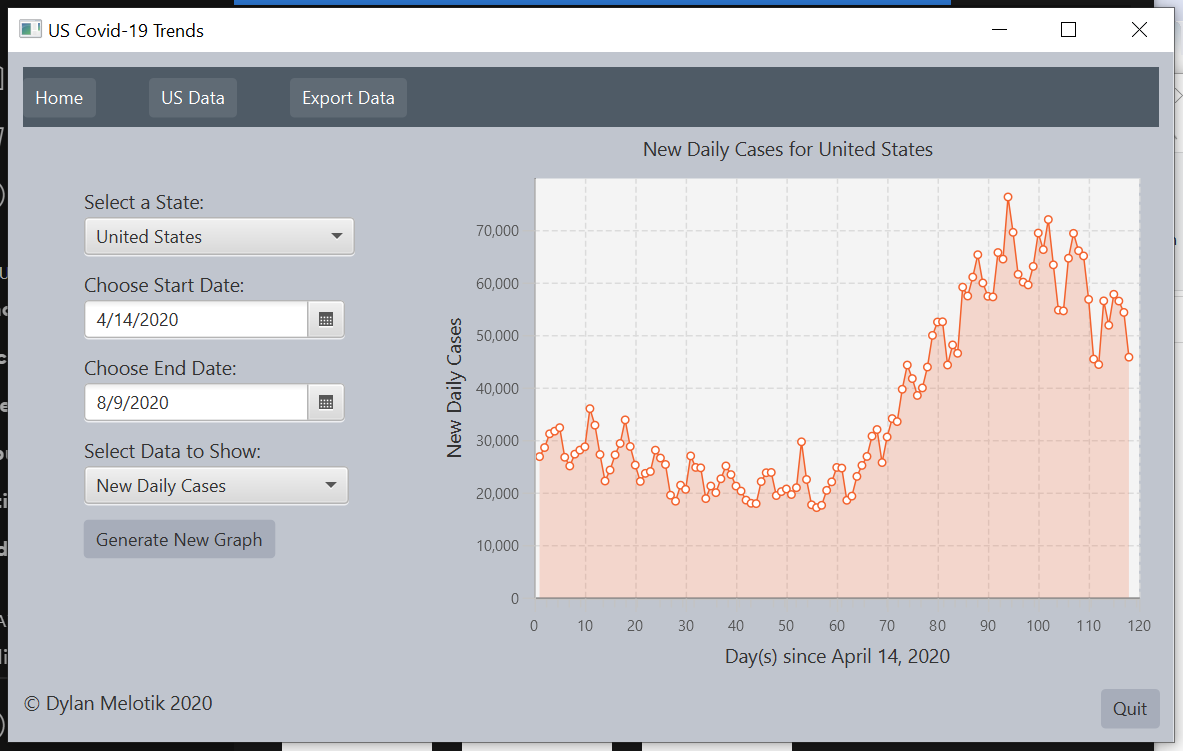 US Covid-19 Trends
Home US Data Export Data
New Daily Cases for United States
Select a State:
United States
Choose Start Date:
4/14/2020
Choose End Date:
8/9/2020
Select Data to Show:
New Daily Cases
Generate New Graph
New Daily Cases
70,000
60,000
50,000
40,000
30,000
20,000
10,000
0
0 10 20 30 40 50 60 70 80 90 100 110 120
Day(s) since April 14, 2020
© Dylan Melotik 2020
Quit